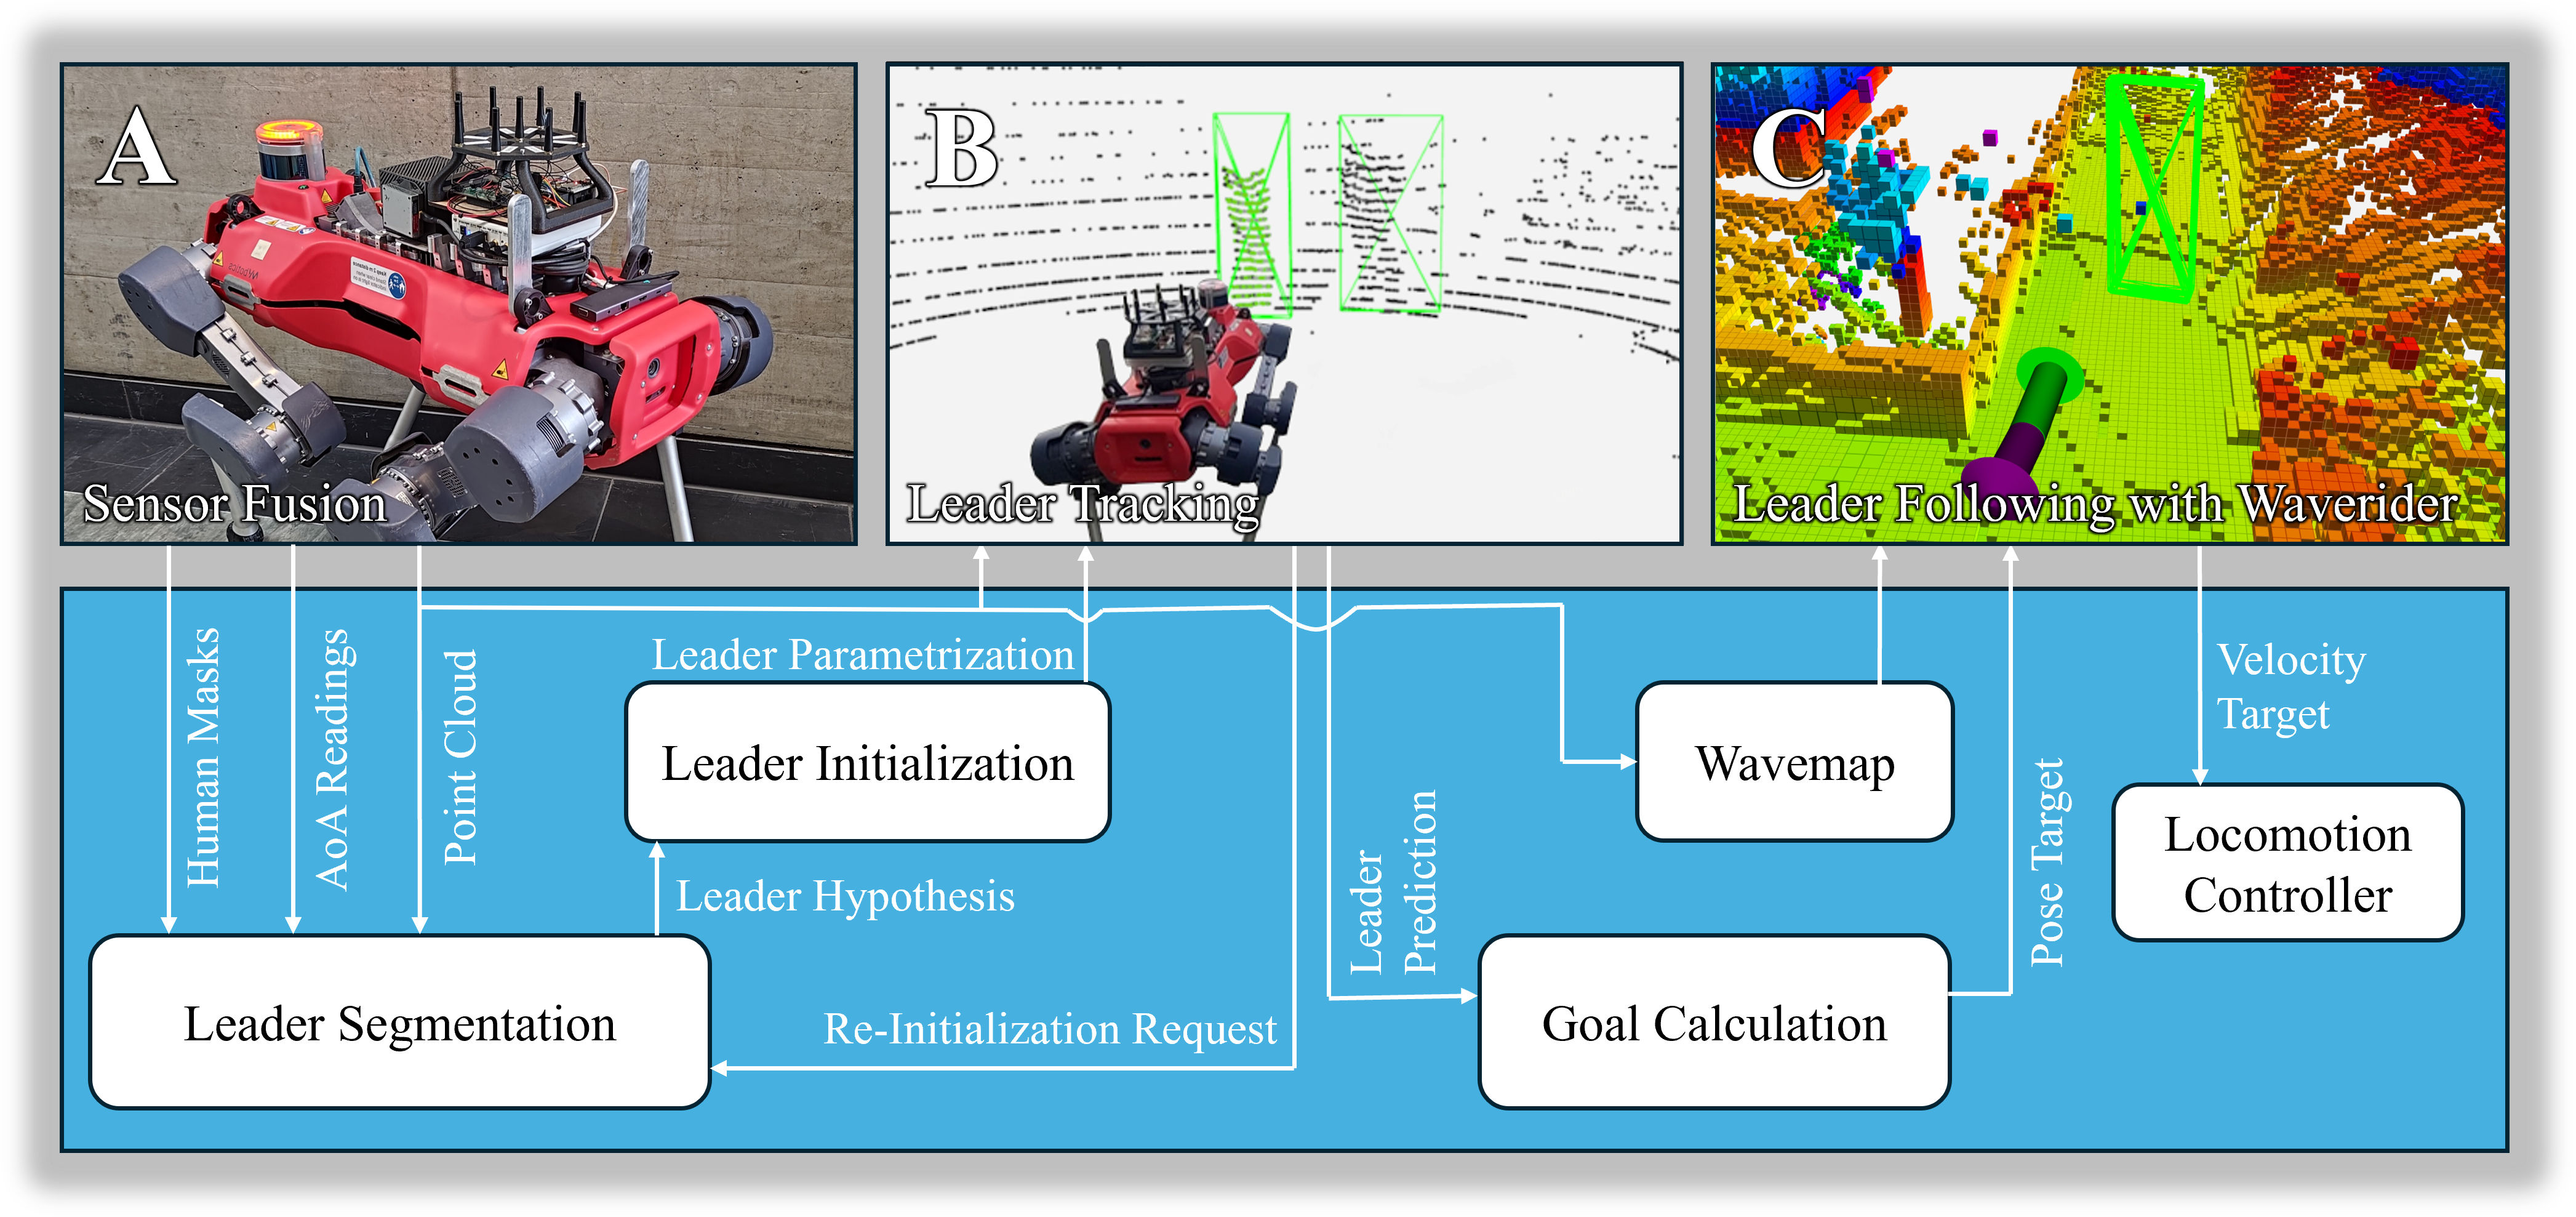 A
B
C
Sensor Fusion
Leader Tracking
Leader Following with Waverider
Human Masks
AoA Readings
Point Cloud
Leader Parametrization
Leader Initialization
Leader Hypothesis
Leader Segmentation
Re-Initialization Request
Leader
Prediction
Wavemap
Goal Calculation
Pose Target
Velocity
Target
Locomotion
Controller